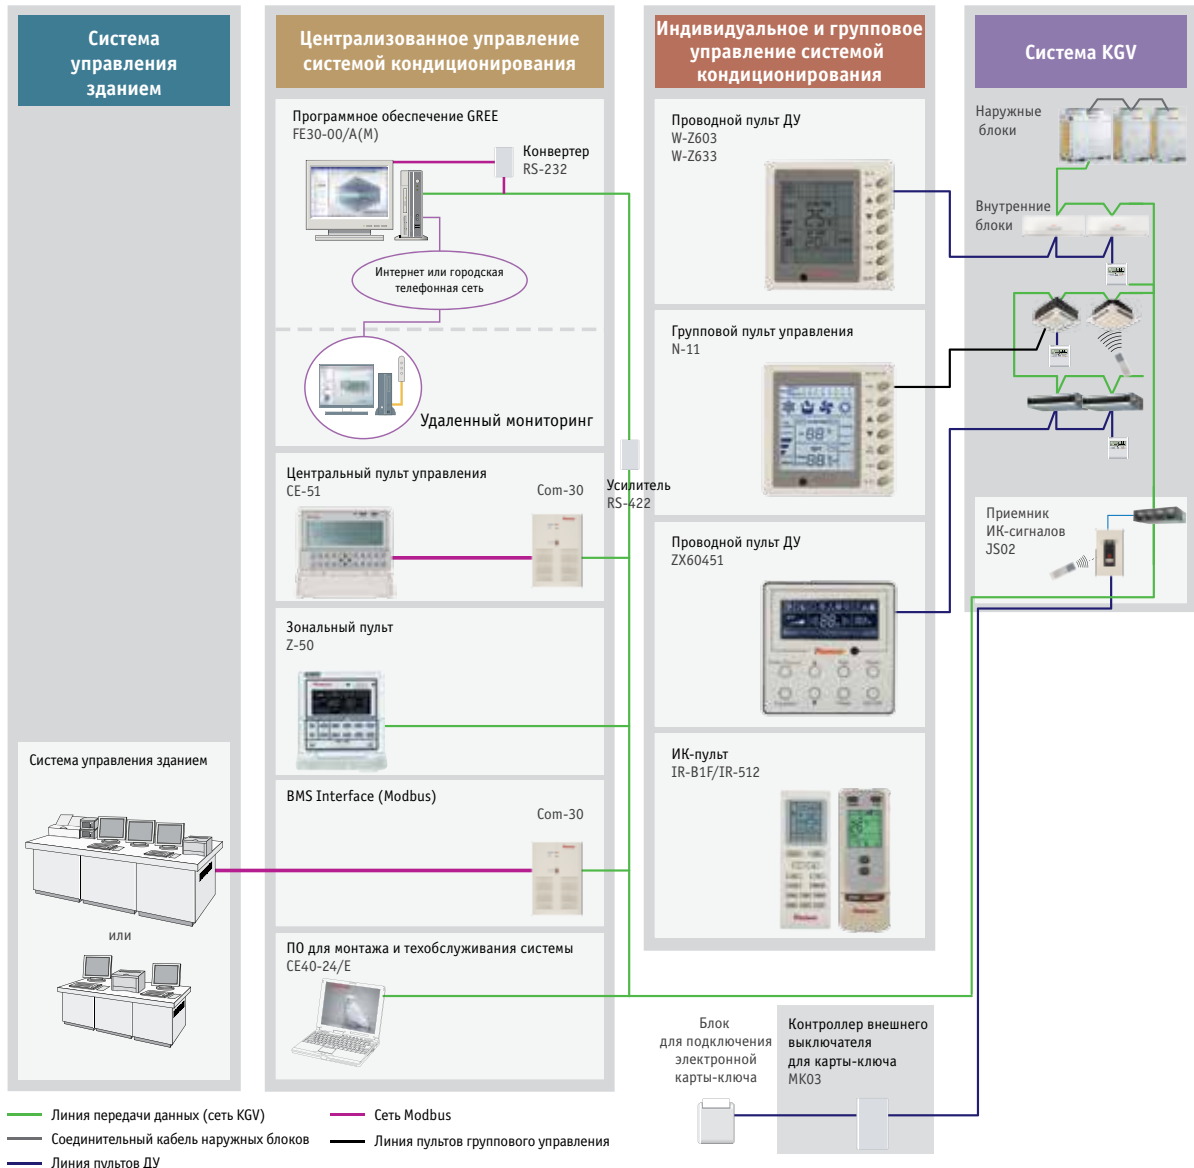 Система
управления
зданием
Централизованное управление
системой кондиционирования
Индивидуальное и групповое
управление системой
кондиционирования
Система KGV
Программное обеспечение GREE
FE30-00/A(M)
Конвертер
RS-232
Интернет или городская
телефонная сеть
Удаленный мониторинг
Центральный пульт управления
CE-51
Com-30
Усилитель
RS-422
Зональный пульт
Z-50
BMS Interface (Modbus)
Com-30
ПО для монтажа и техобслуживания системы
CE40-24/E
Система управления зданием
или
Проводной пульт ДУ
W-Z603
W-Z633
Групповой пульт управления
N-11
Проводной пульт ДУ
ZX60451
ИК-пульт
IR-B1F/IR-512
Наружные
блоки
Внутренние
блоки
Приемник
ИК-сигналов
JS02
Блок
для подключения
электронной
карты-ключа
Контроллер внешнего
выключателя
для карты-ключа
MK03
Линия передачи данных (сеть KGV)
Соединительный кабель наружных блоков
Линия пультов ДУ
Сеть Modbus
Линия пультов группового управления